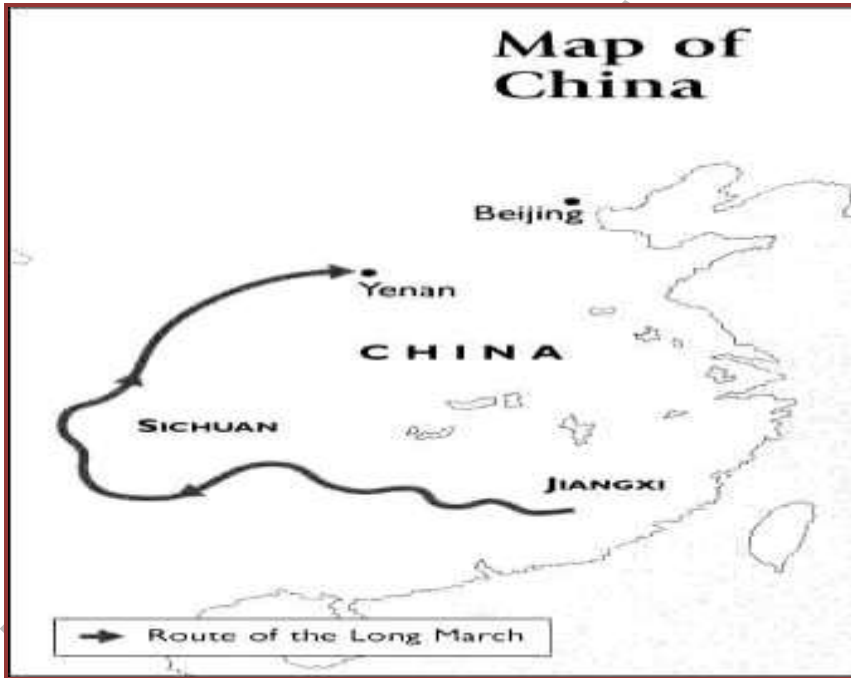 Map of
China
Beijing
Yenan
CHINA
SICHUAN
JIANGXI
Route of the Long March